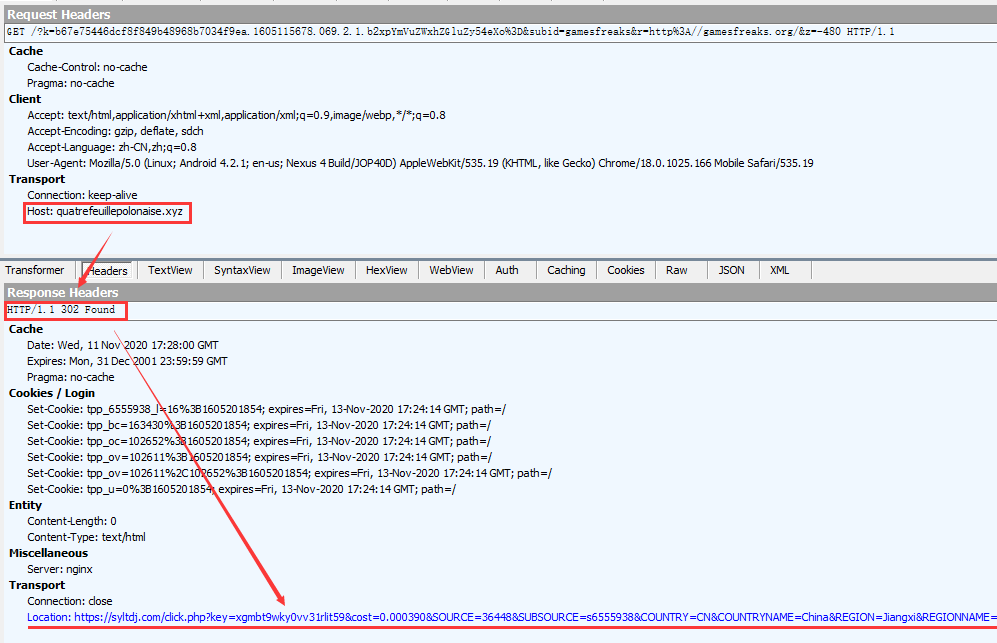 Request Headers
GET /?k=b67e75446dcf8f849b48968b7034f9ea.1605115678.069.2.1.b2xpYmVuZWxhZGluZy54eXo%3D&subid=gamesfreaks&r=http%3A//gamesfreaks.org/&z=-480 HTTP/1.1
Cache
Cache-Control: no-cache
Pragma: no-cache
Client
Accept: text/html,application/xhtml+xml,application/xml;q=0.9,image/webp,*/*;q=0.8
Accept-Encoding: gzip, deflate, sdch
Accept-Language: zh-CN,zh;q=0.8
User-Agent: Mozilla/5.0 (Linux; Android 4.2.1; en-us; Nexus 4 Build/JOP40D) AppleWebKit/535.19 (KHTML, like Gecko) Chrome/18.0.1025.166 Mobile Safari/535.19
Transport
Connection: keep-alive
Host: quatrefeuillepolonaise.xyz
Transformer Headers TextView SyntaxView ImageView HexView WebView Auth Caching Cookies Raw JSON XML
Response Headers
HTTP/1.1 302 Found
Cache
Date: Wed, 11 Nov 2020 17:28:00 GMT
Expires: Mon, 31 Dec 2001 23:59:59 GMT
Pragma: no-cache
Cookies / Login
Set-Cookie: tpp_6555938_l=16%3B1605201854; expires=Fri, 13-Nov-2020 17:24:14 GMT; path=/
Set-Cookie: tpp_bc=163430%3B1605201854; expires=Fri, 13-Nov-2020 17:24:14 GMT; path=/
Set-Cookie: tpp_oc=102652%3B1605201854; expires=Fri, 13-Nov-2020 17:24:14 GMT; path=/
Set-Cookie: tpp_ov=102611%3B1605201854; expires=Fri, 13-Nov-2020 17:24:14 GMT; path=/
Set-Cookie: tpp_ov=102611%2C102652%3B1605201854; expires=Fri, 13-Nov-2020 17:24:14 GMT; path=/
Set-Cookie: tpp_u=0%3B1605201854; expires=Fri, 13-Nov-2020 17:24:14 GMT; path=/
Entity
Content-Length: 0
Content-Type: text/html
Miscellaneous
Server: nginx
Transport
Connection: close
Location: https://syltdj.com/click.php?key=xgmbt9wky0vv31rlit59&cost=0.000390&SOURCE=36448&SUBSOURCE=s6555938&COUNTRY=CN&COUNTRYNAME=China&REGION=Jiangxi&REGIONNAME=